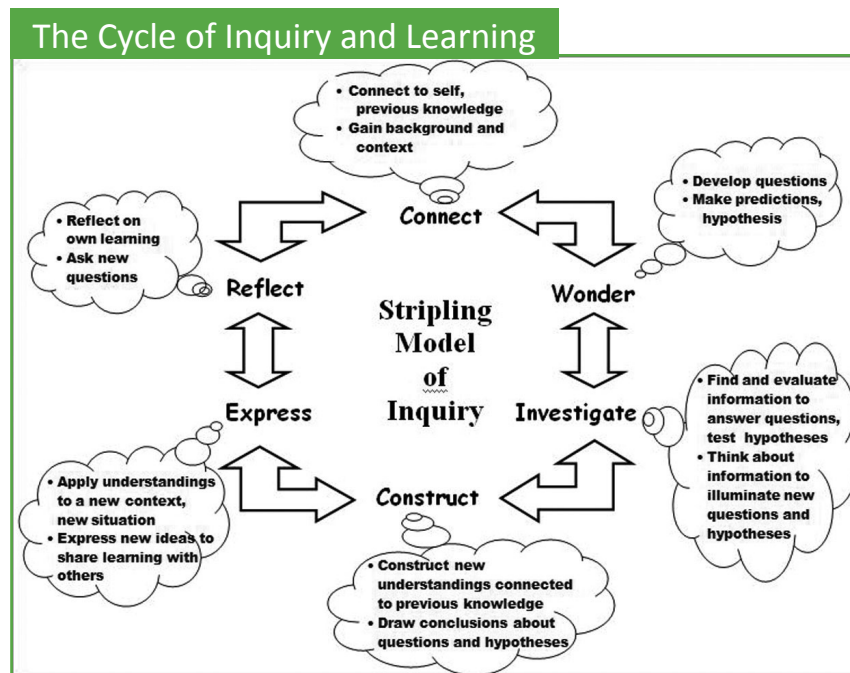 The Cycle of Inquiry and Learning
• Connect to self,
previous knowledge
• Gain background and
context
Connect
• Develop questions
• Make predictions,
hypothesis
Wonder
• Find and evaluate
information to
answer questions,
test hypotheses
• Think about
information to
illuminate new
questions and
hypotheses
Investigate
• Construct new
understandings connected
to previous knowledge
• Draw conclusions about
questions and hypotheses
Construct
• Apply understandings
to a new context,
new situation
• Express new ideas to
share learning with
others
Express
• Reflect on
own learning
• Ask new
questions
Reflect
Stripling
Model
of
Inquiry